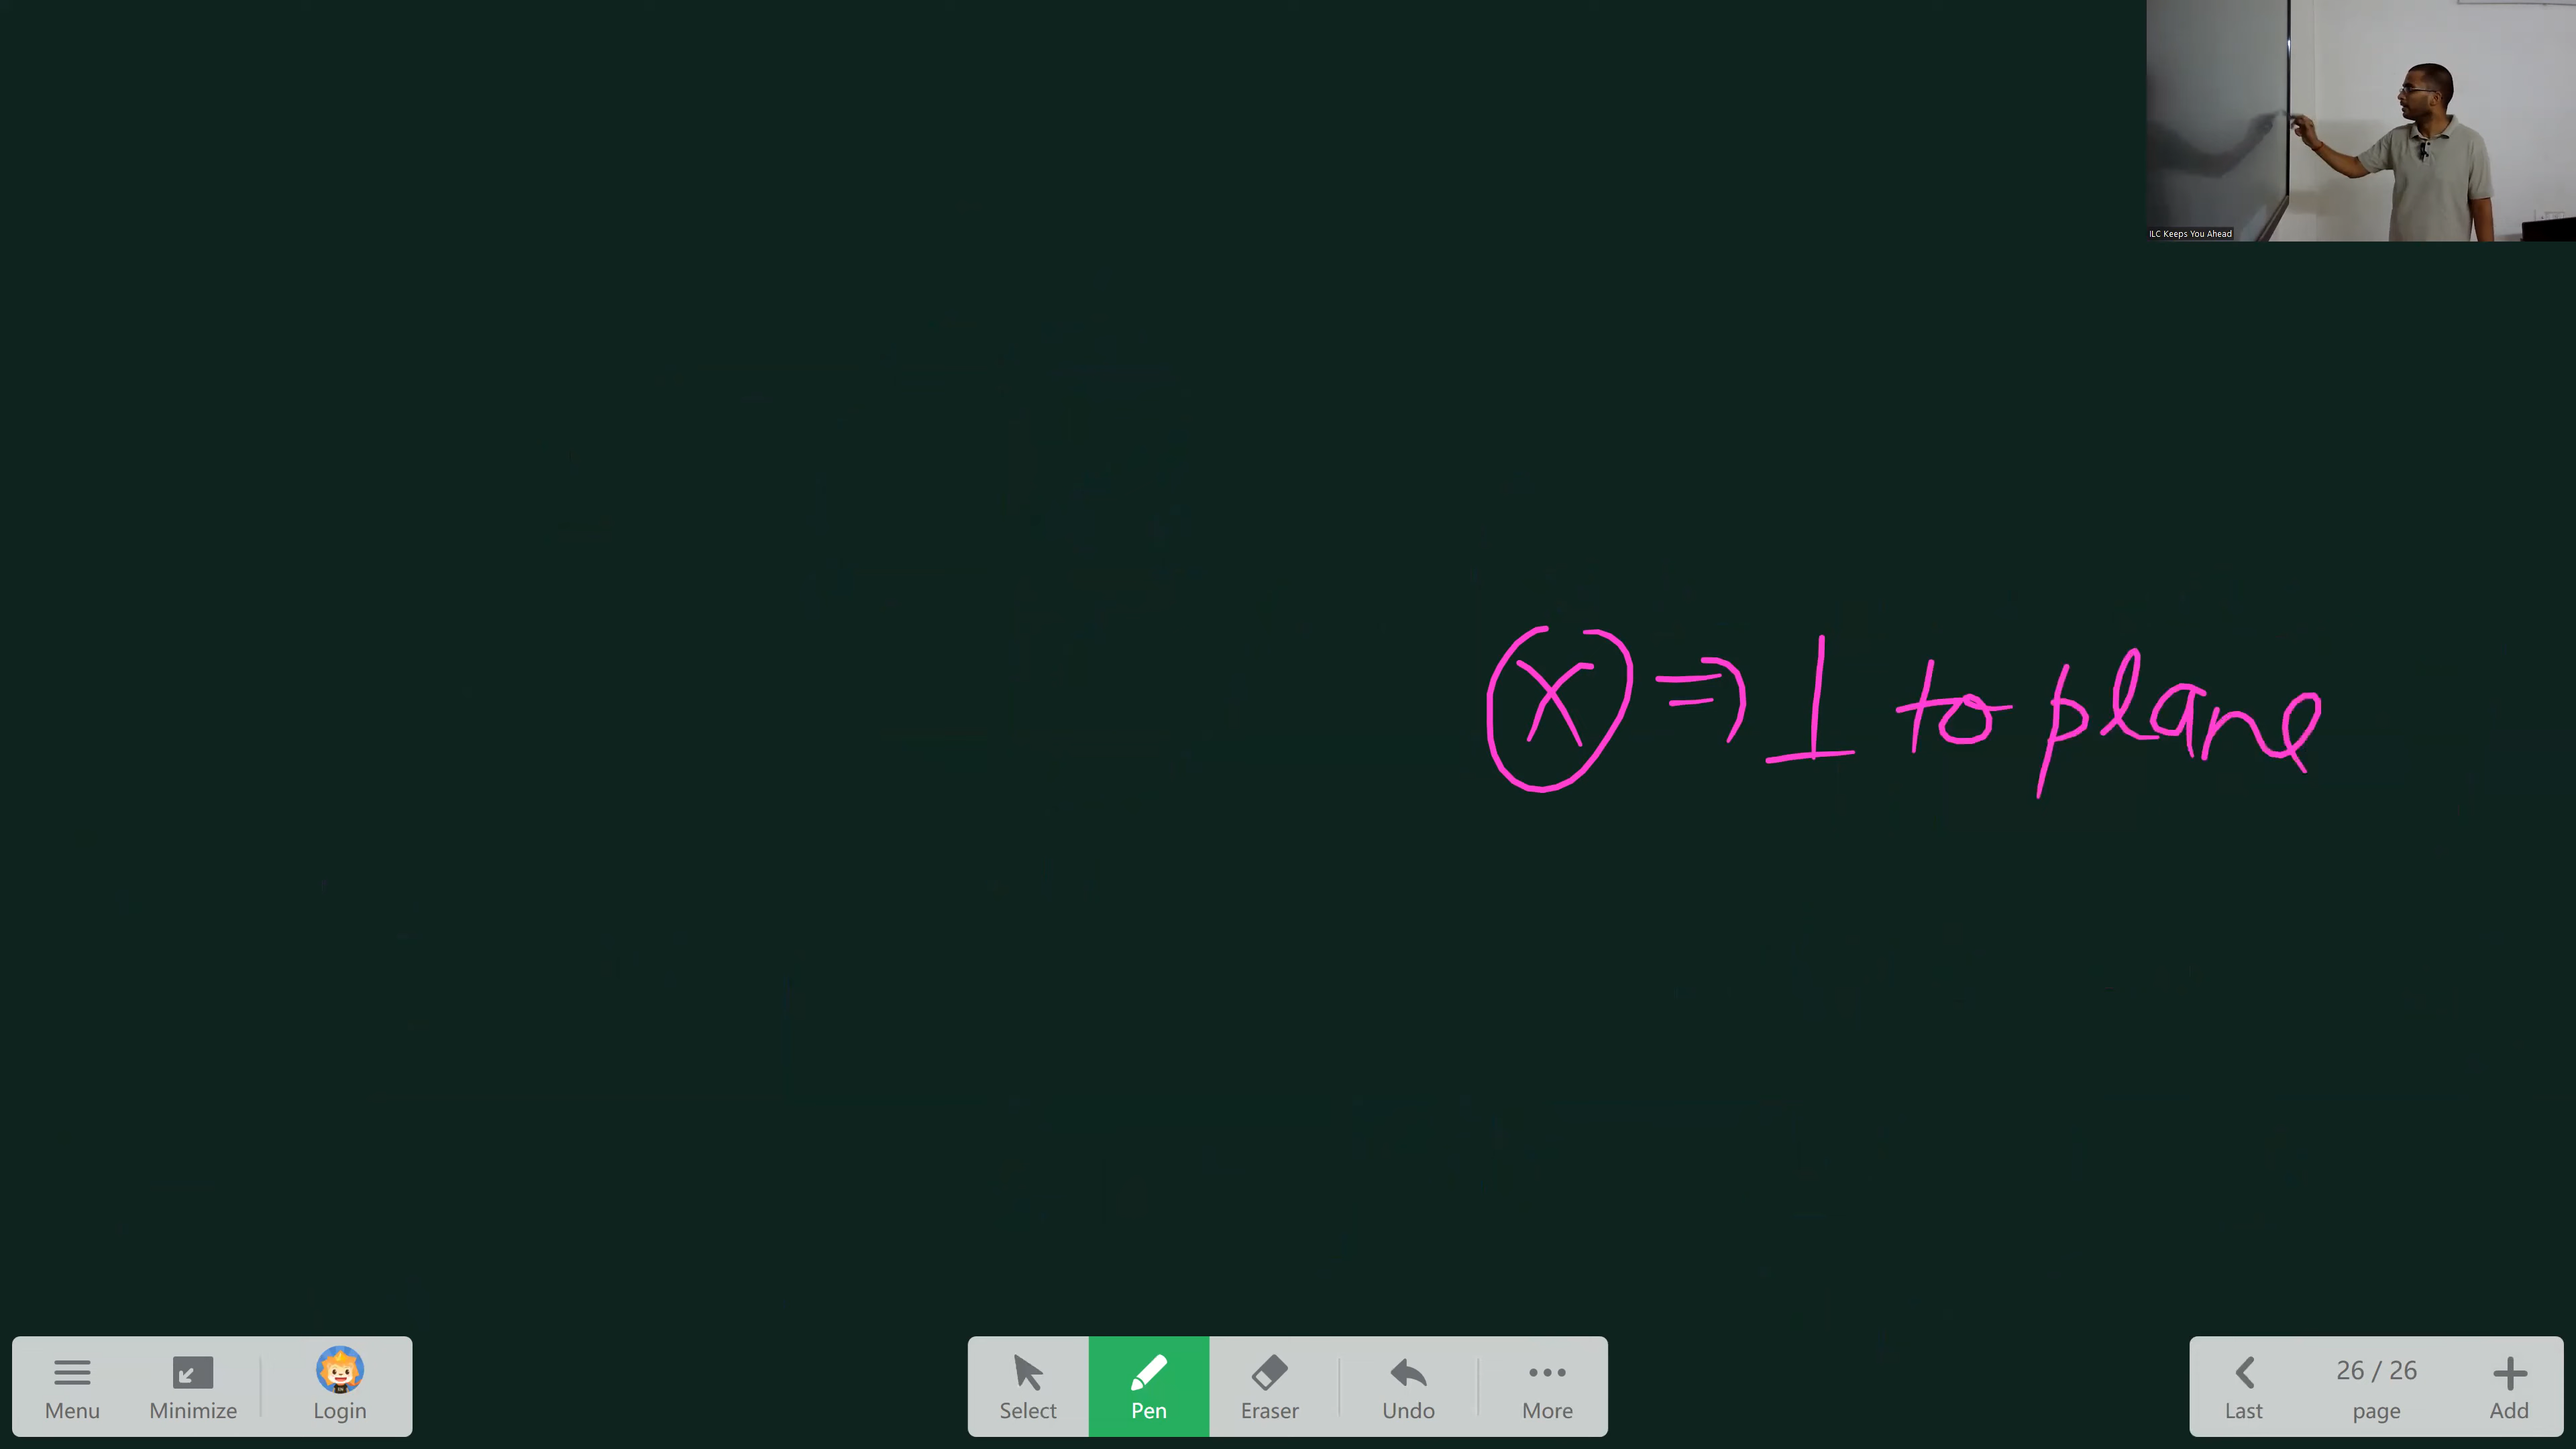 ILC Keeps You Ahead
ⓧ ⇒ ⊥ to plane
Menu Minimize Login Select Pen Eraser Undo More Last 26 / 26 page Add